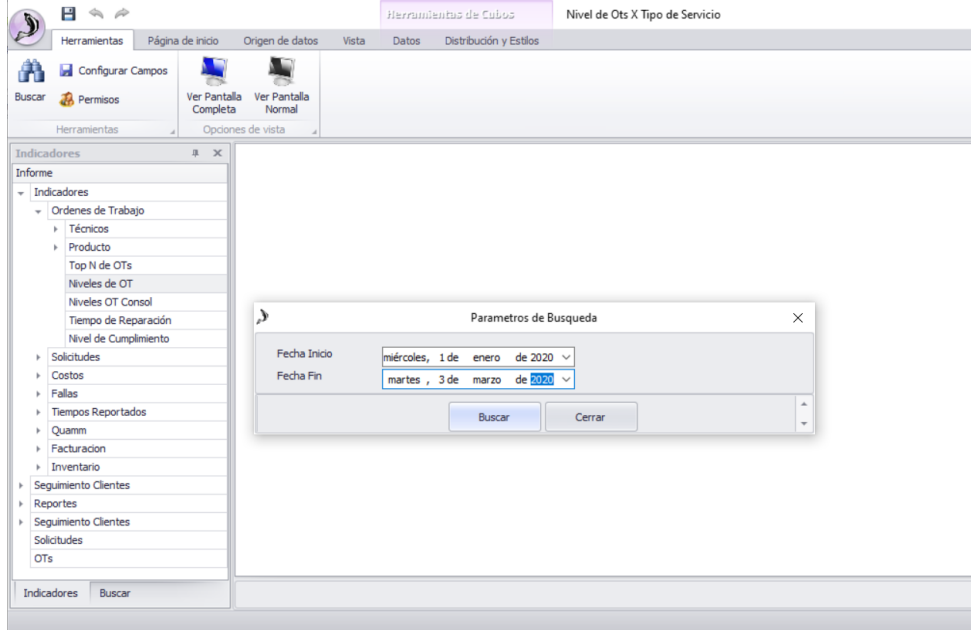 Herramientas de Cubos
Nivel de Ots X Tipo de Servicio
Herramientas Página de inicio Origen de datos Vista Datos Distribución y Estilos
Buscar
Configurar Campos
Permisos
Ver Pantalla Completa
Ver Pantalla Normal
Herramientas
Opciones de vista
Indicadores
Informe
Indicadores
Ordenes de Trabajo
Técnicos
Producto
Top N de OTs
Niveles de OT
Niveles OT Consol
Tiempo de Reparación
Nivel de Cumplimiento
Solicitudes
Costos
Fallas
Tiempos Reportados
Quamm
Facturacion
Inventario
Seguimiento Clientes
Reportes
Seguimiento Clientes
Solicitudes
OTs
Indicadores Buscar
Parametros de Busqueda
Fecha Inicio miércoles, 1 de enero de 2020
Fecha Fin martes , 3 de marzo de 2020
Buscar Cerrar